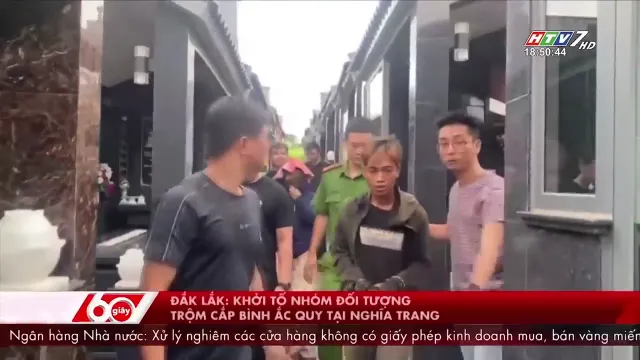 HTV7 HD
18:50:44
60 giây
ĐẮK LẮK: KHỞI TỐ NHÓM ĐỐI TƯỢNG
TRỘM CẮP BÌNH ẮC QUY TẠI NGHĨA TRANG
Ngân hàng Nhà nước: Xử lý nghiêm các cửa hàng không có giấy phép kinh doanh mua, bán vàng miến